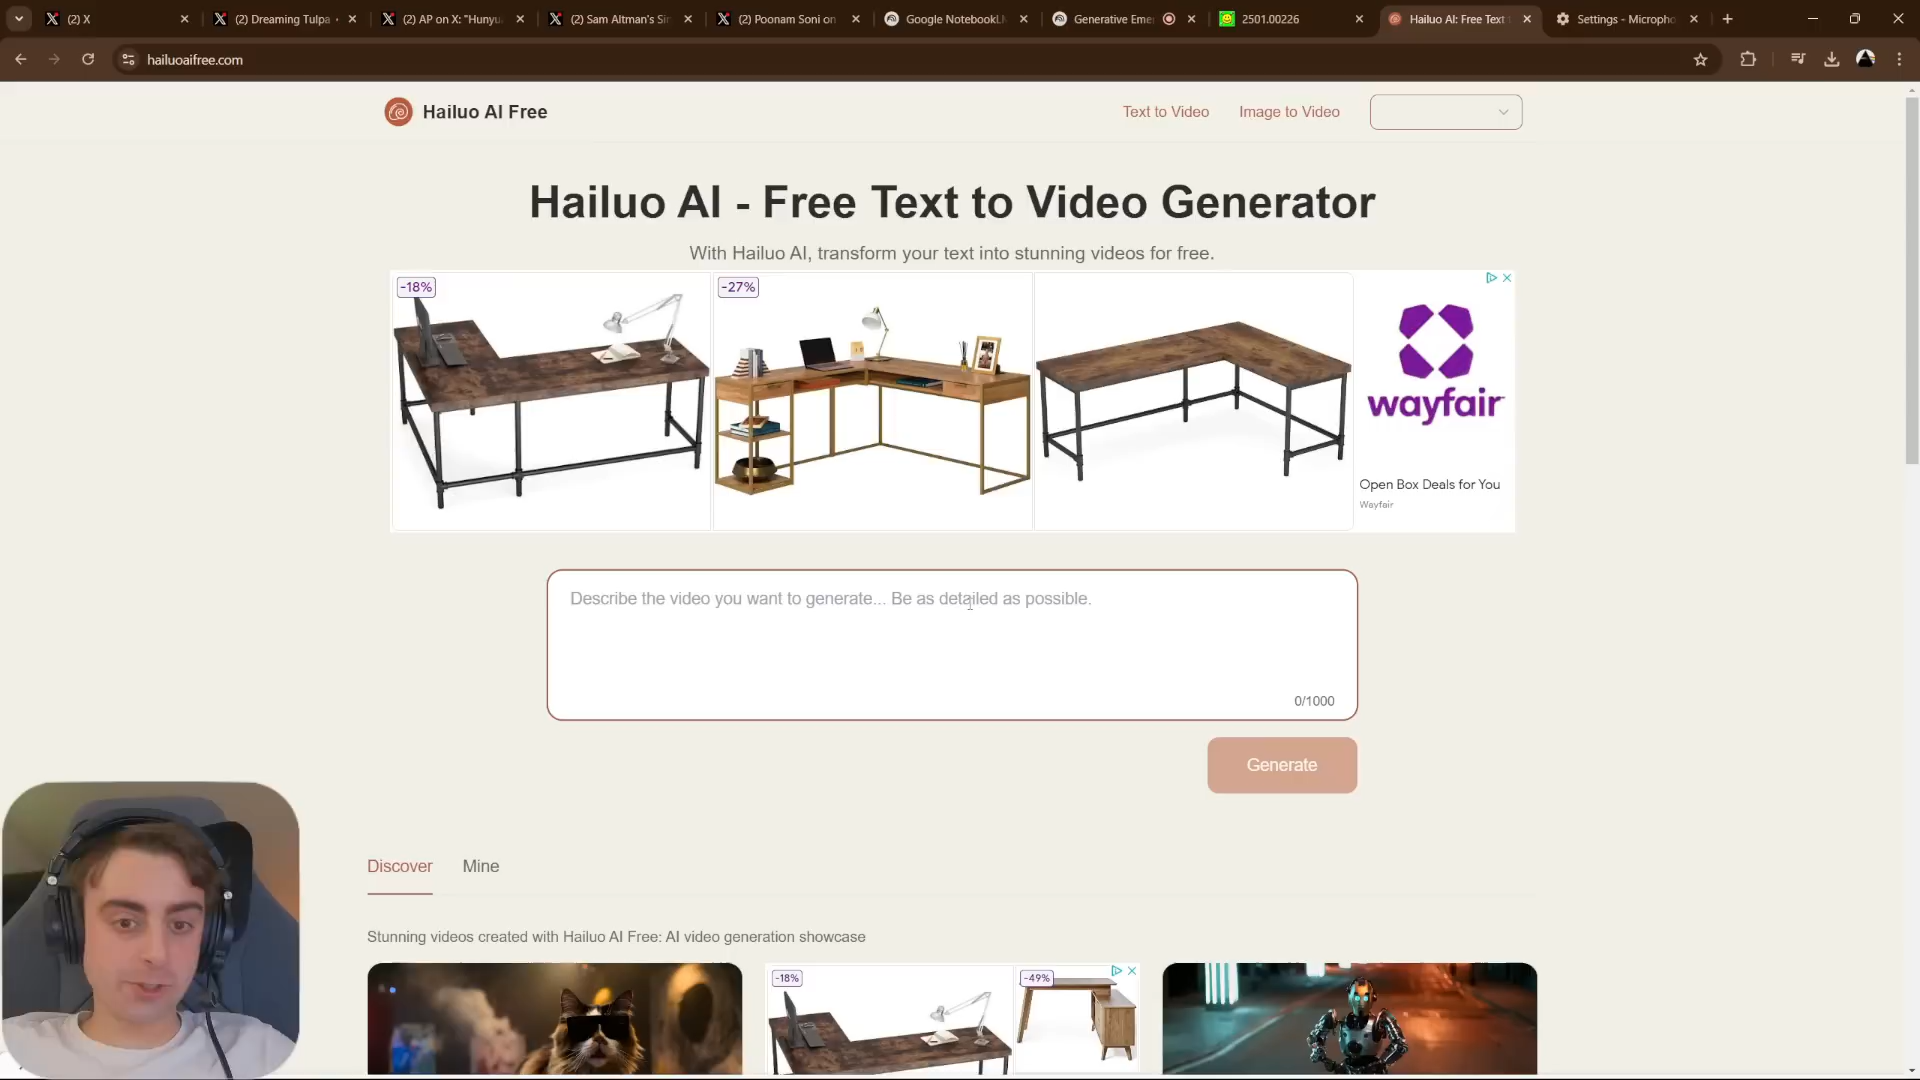 (2) X
(2) Dreaming Tulpa
(2) AP on X: "Hunyu
(2) Sam Altman's Si
(2) Poonam Soni on
Google NotebookL
Generative Eme
2501.00226
Hailuo AI: Free Text
Settings - Micropho
hailuoaifree.com
Hailuo AI Free
Text to Video
Image to Video
Hailuo AI - Free Text to Video Generator
With Hailuo AI, transform your text into stunning videos for free.
-18%
-27%
wayfair
Open Box Deals for You
Wayfair
Describe the video you want to generate... Be as detailed as possible.
0/1000
Generate
Discover
Mine
Stunning videos created with Hailuo AI Free: AI video generation showcase
-18%
-49%